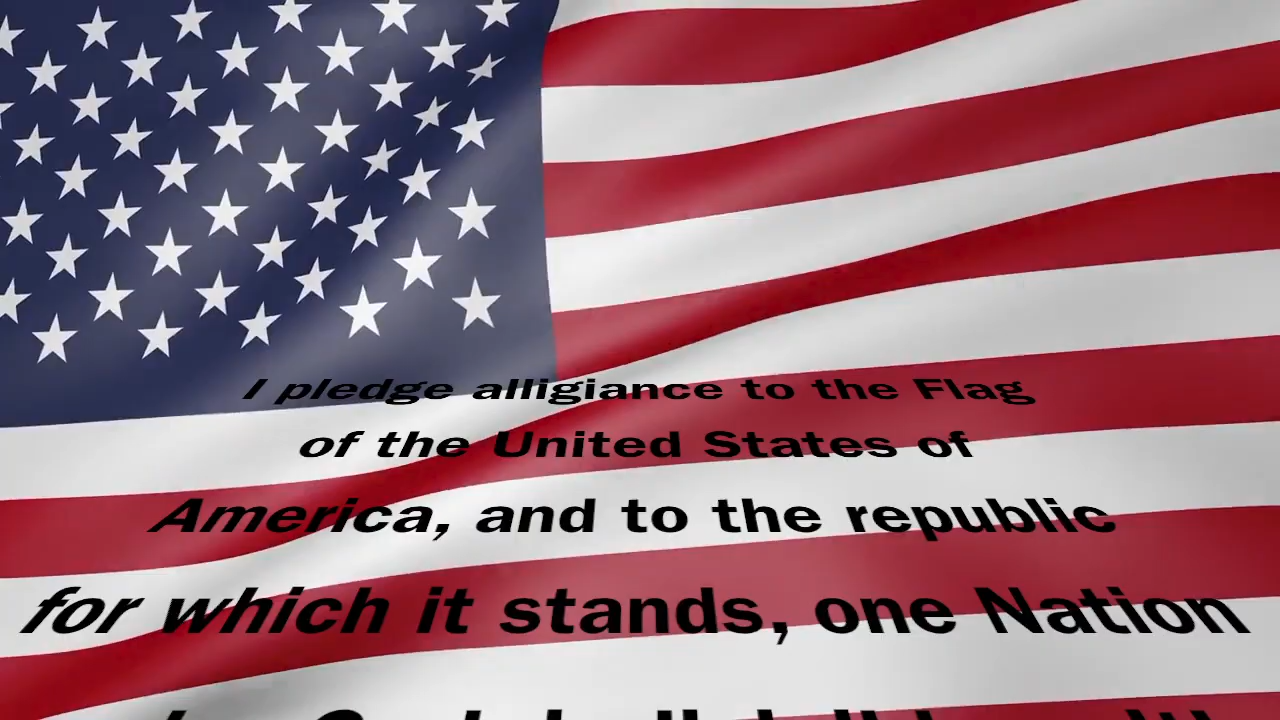 I pledge alligiance to the Flag
of the United States of
America, and to the republic
for which it stands, one Nation